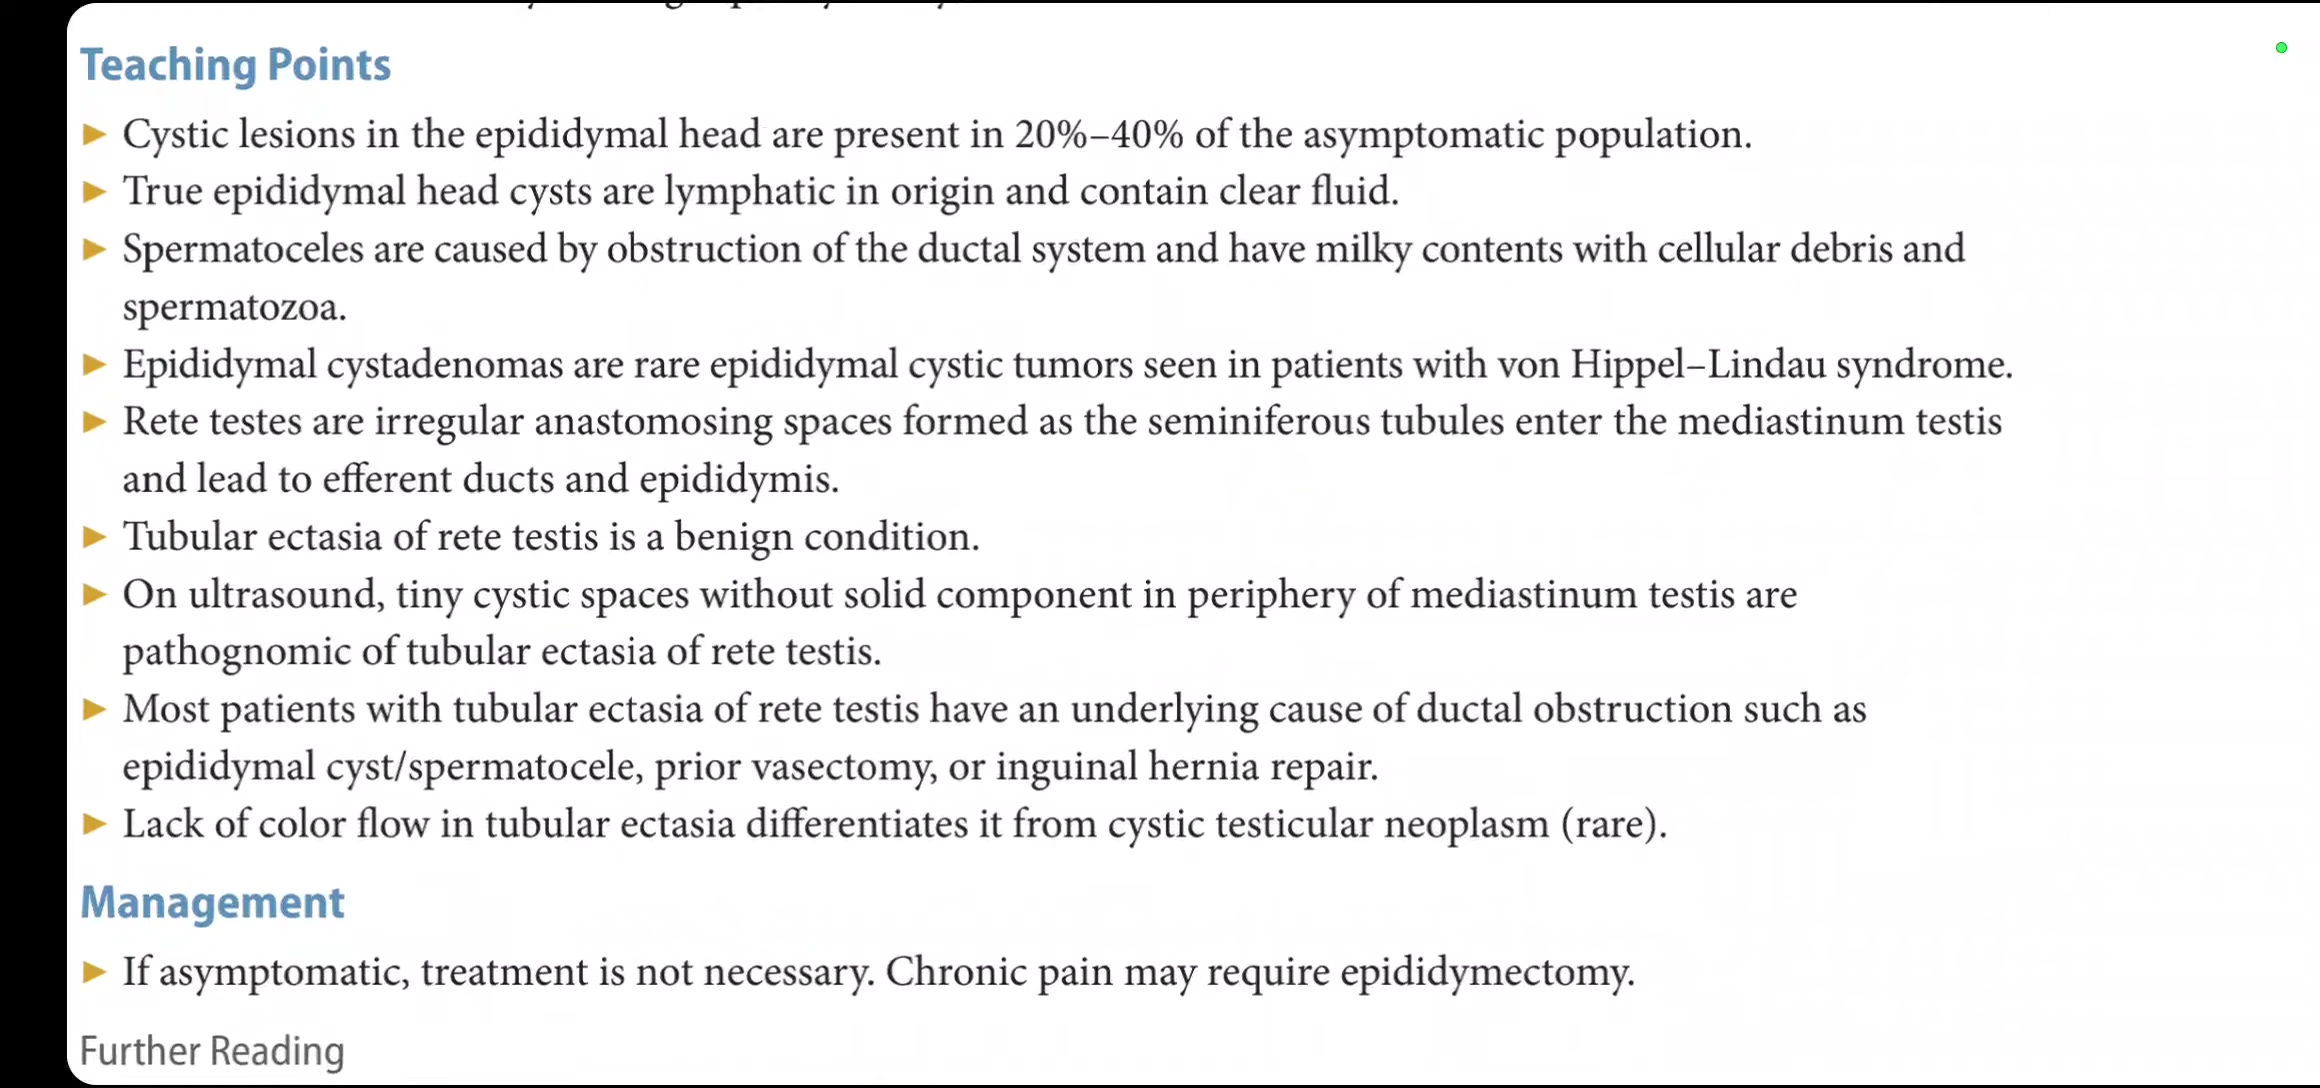 Teaching Points
► Cystic lesions in the epididymal head are present in 20%–40% of the asymptomatic population.
► True epididymal head cysts are lymphatic in origin and contain clear fluid.
► Spermatoceles are caused by obstruction of the ductal system and have milky contents with cellular debris and
spermatozoa.
► Epididymal cystadenomas are rare epididymal cystic tumors seen in patients with von Hippel–Lindau syndrome.
► Rete testes are irregular anastomosing spaces formed as the seminiferous tubules enter the mediastinum testis
and lead to efferent ducts and epididymis.
► Tubular ectasia of rete testis is a benign condition.
► On ultrasound, tiny cystic spaces without solid component in periphery of mediastinum testis are
pathognomic of tubular ectasia of rete testis.
► Most patients with tubular ectasia of rete testis have an underlying cause of ductal obstruction such as
epididymal cyst/spermatocele, prior vasectomy, or inguinal hernia repair.
► Lack of color flow in tubular ectasia differentiates it from cystic testicular neoplasm (rare).
Management
► If asymptomatic, treatment is not necessary. Chronic pain may require epididymectomy.
Further Reading